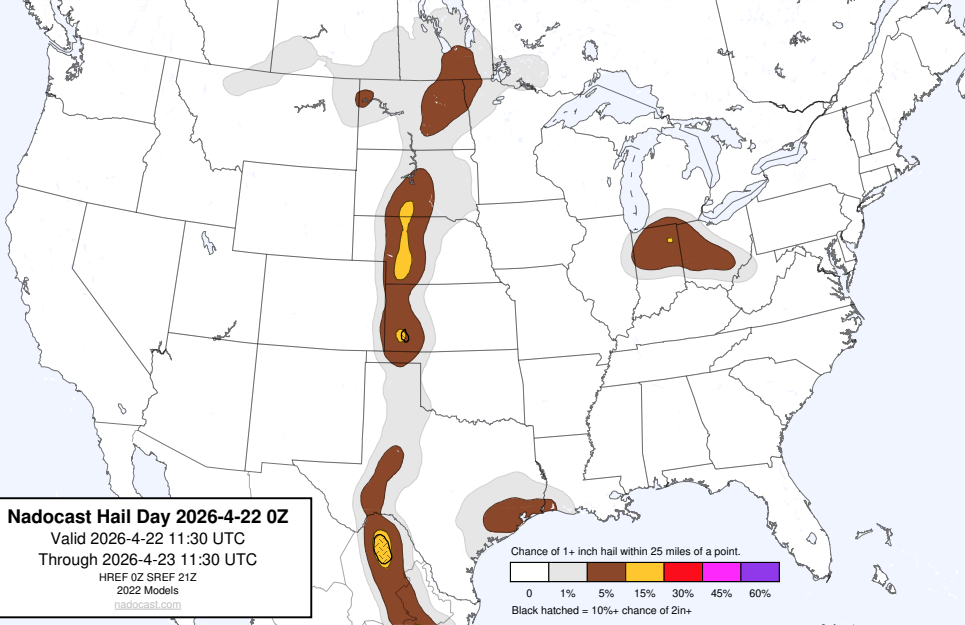 Nadocast Hail Day 2026-4-22 0Z
Valid 2026-4-22 11:30 UTC
Through 2026-4-23 11:30 UTC
HREF 0Z SREF 21Z
2022 Models
nadocast.com
Chance of 1+ inch hail within 25 miles of a point.
0 1% 5% 15% 30% 45% 60%
Black hatched = 10%+ chance of 2in+